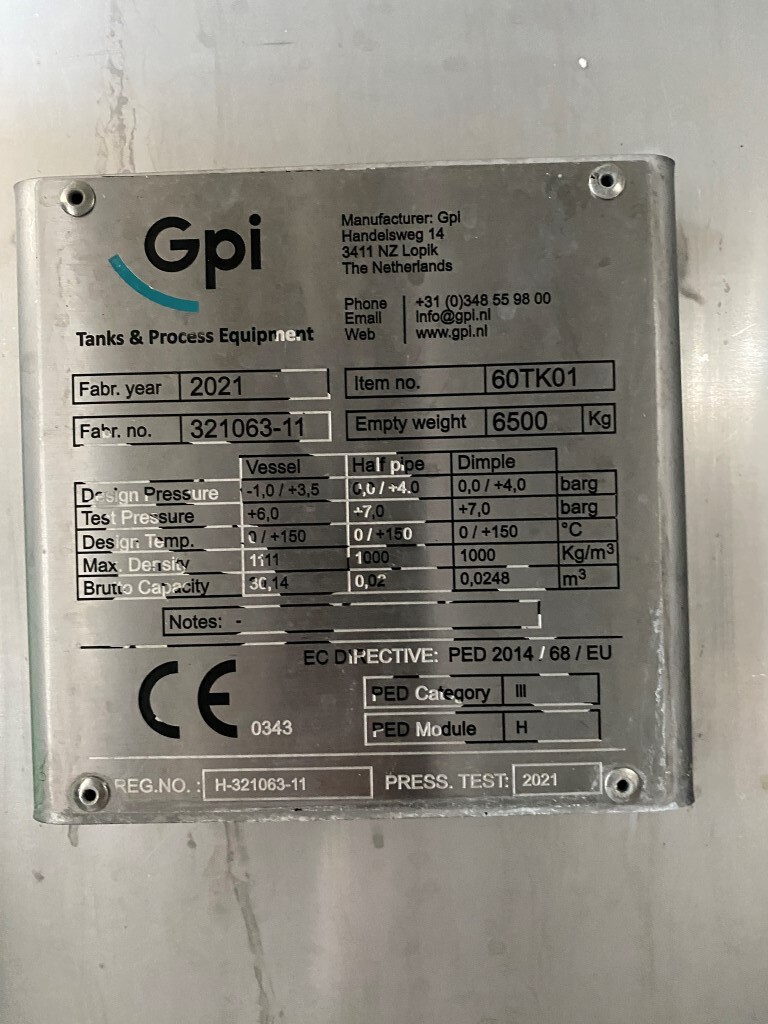 Gpi
Tanks & Process Equipment
Manufacturer: Gpi
Handelsweg 14
3411 NZ Lopik
The Netherlands
Phone +31 (0)348 55 98 00
Email Info@gpi.nl
Web www.gpi.nl
Fabr. year 2021 Item no. 60TK01
Fabr. no. 321063-11 Empty weight 6500 Kg
Vessel Half pipe Dimple
Design Pressure -1,0 / +3,5 0,0 / +4.0 0,0 / +4,0 barg
Test Pressure +6,0 +7,0 +7,0 barg
Design Temp. 0 / +150 0 / +150 0 / +150 °C
Max. Density 1111 1000 1000 Kg/m³
Brutto Capacity 30,14 0,02 0,0248 m³
Notes: -
EC DIRECTIVE: PED 2014 / 68 / EU
CE 0343
PED Category III
PED Module H
REG.NO. : H-321063-11 PRESS. TEST: 2021